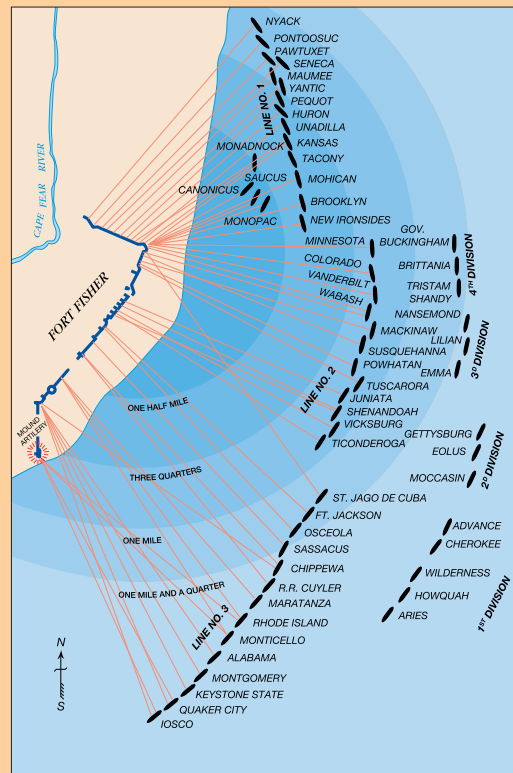 NYACK
PONTOOSUC
PAWTUXET
SENECA
MAUMEE
YANTIC
PEQUOT
HURON
UNADILLA
KANSAS
LINE NO. 1
MONADNOCK
TACONY
SAUCUS
CANONICUS
MOHICAN
MONOPAC
BROOKLYN
NEW IRONSIDES
CAPE FEAR RIVER
FORT FISHER
MINNESOTA
COLORADO
VANDERBILT
WABASH
GOV.
BUCKINGHAM
BRITTANIA
TRISTAM
SHANDY
4TH DIVISION
NANSEMOND
MACKINAW
LILIAN
SUSQUEHANNA
POWHATAN
EMMA
3D DIVISION
TUSCARORA
LINE NO. 2
JUNIATA
SHENANDOAH
VICKSBURG
TICONDEROGA
GETTYSBURG
EOLUS
MOCCASIN
2D DIVISION
ONE HALF MILE
MOUND
ARTILERY
THREE QUARTERS
ONE MILE
ONE MILE AND A QUARTER
ST. JAGO DE CUBA
FT. JACKSON
OSCEOLA
SASSACUS
CHIPPEWA
R.R. CUYLER
MARATANZA
RHODE ISLAND
LINE NO. 3
MONTICELLO
ALABAMA
MONTGOMERY
KEYSTONE STATE
QUAKER CITY
IOSCO
ADVANCE
CHEROKEE
WILDERNESS
HOWQUAH
ARIES
1ST DIVISION
N
S